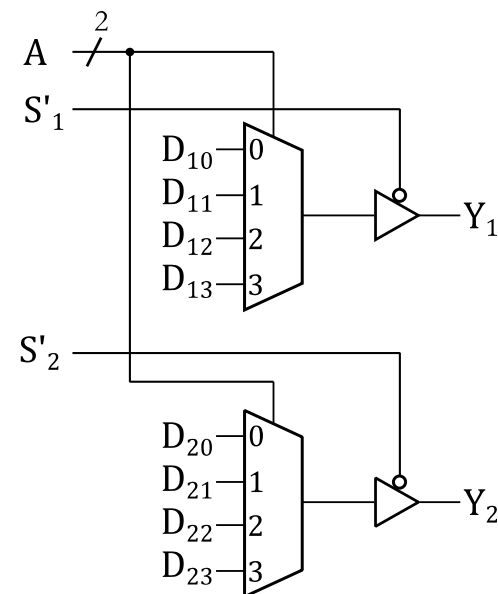 2
A
S'₁
D₁₀ 0
D₁₁ 1
D₁₂ 2
D₁₃ 3
Y₁
S'₂
D₂₀ 0
D₂₁ 1
D₂₂ 2
D₂₃ 3
Y₂